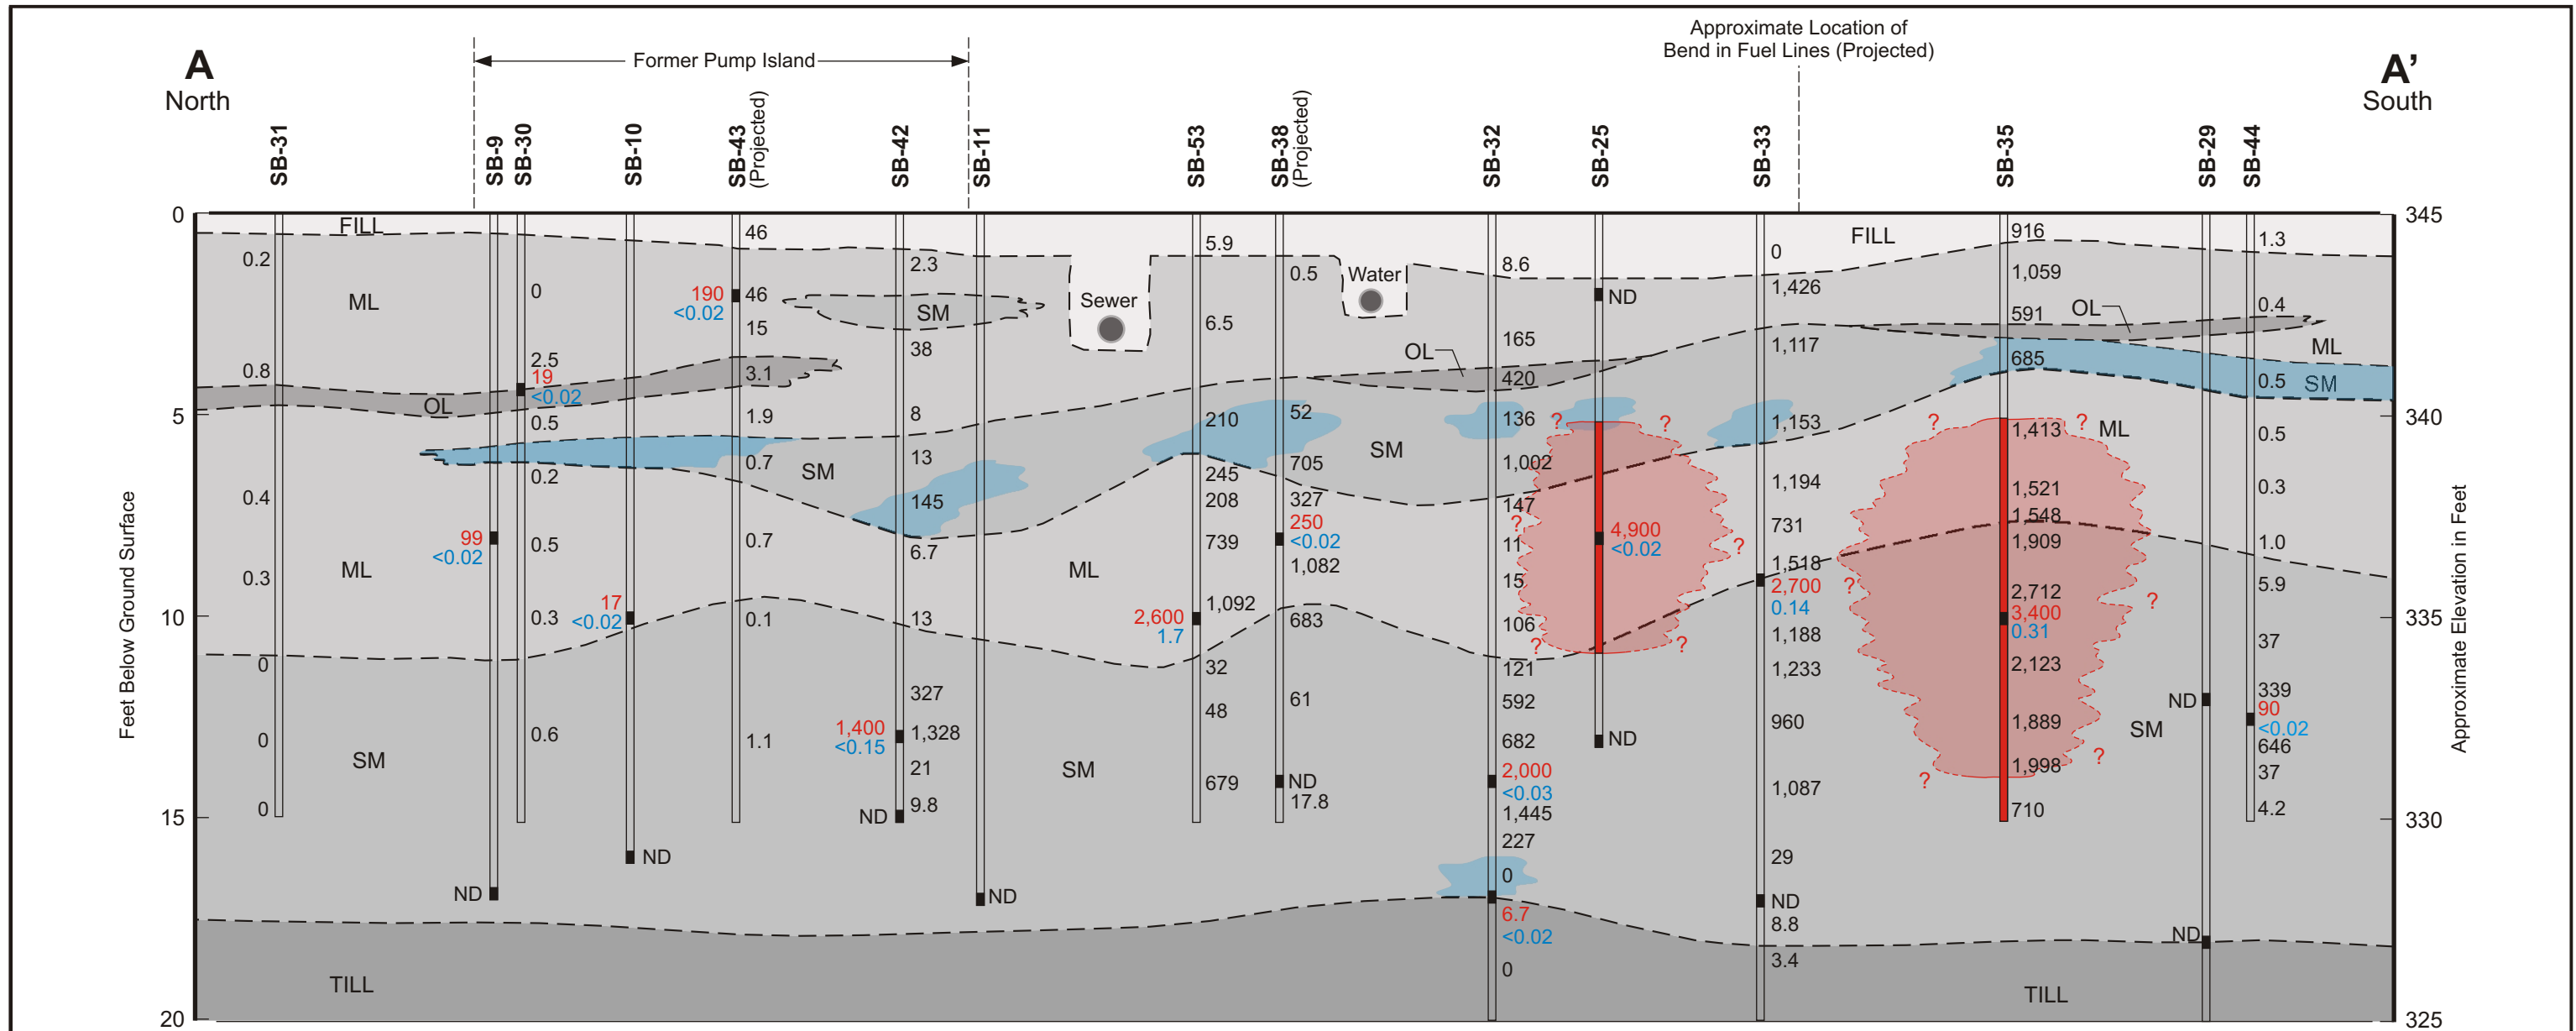 Approximate Location of
Bend in Fuel Lines (Projected)
Former Pump Island
A
North
A’
South
SB-31
SB-9
SB-30
SB-10
SB-43
(Projected)
SB-42
SB-11
SB-53
SB-38
(Projected)
SB-32
SB-25
SB-33
SB-35
SB-29
SB-44
Feet Below Ground Surface
0
5
10
15
20
Approximate Elevation in Feet
345
340
335
330
325
FILL
ML
OL
ML
SM
TILL
0.2
0.8
0.4
0.3
0
0
0
99
<0.02
ND
0
2.5
19
<0.02
0.5
0.2
0.5
0.3
0.6
17
<0.02
ND
46
190
<0.02
46
15
3.1
1.9
0.7
0.7
0.1
1.1
SM
SM
2.3
38
8
13
145
6.7
13
327
1,400
<0.15
1,328
21
9.8
ND
ND
Sewer
ML
SM
5.9
6.5
210
245
208
739
1,092
2,600
1.7
32
48
679
0.5
52
705
327
250
<0.02
1,082
683
61
ND
17.8
Water
SM
OL
8.6
165
420
136
1,002
147
11
15
106
121
592
682
2,000
<0.03
1,445
227
0
6.7
<0.02
0
ND
4,900
<0.02
ND
?
?
?
?
?
?
0
1,426
1,117
1,153
1,194
731
1,518
2,700
0.14
1,188
1,233
960
1,087
29
ND
8.8
3.4
FILL
916
1,059
591
685
1,413
1,521
1,548
1,909
2,712
3,400
0.31
2,123
1,889
1,998
710
?
?
?
?
?
?
OL
ML
SM
ML
SM
TILL
ND
ND
1.3
0.4
0.5
0.5
0.3
1.0
5.9
37
339
90
<0.02
646
37
4.2